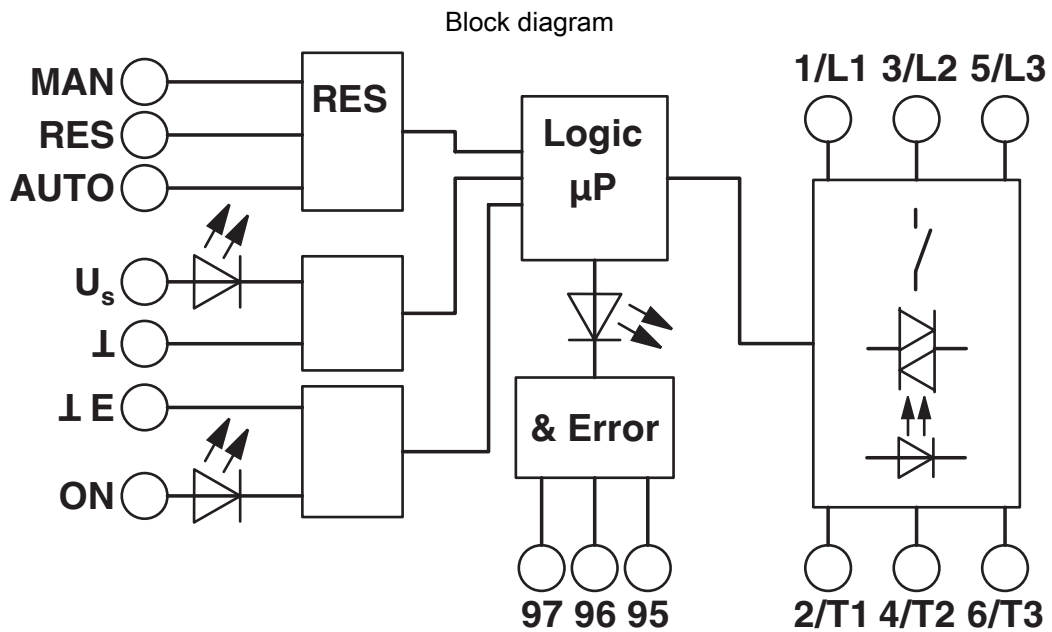 Block diagram
MAN
RES
AUTO
RES
Us
⊥
⊥ E
ON
Logic
µP
& Error
97 96 95
1/L1 3/L2 5/L3
2/T1 4/T2 6/T3